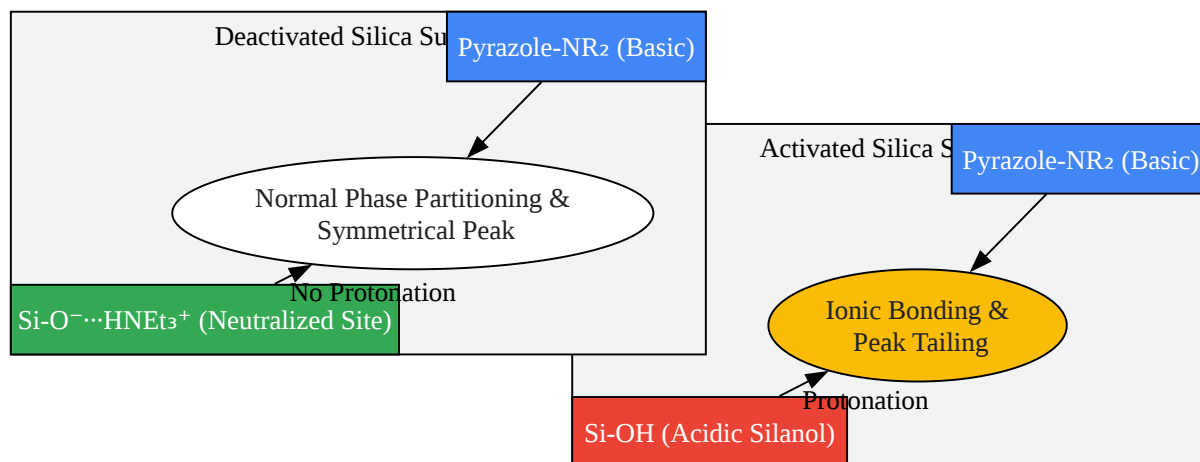 Deactivated Silica Su
Pyrazole-NR₂ (Basic)
Normal Phase Partitioning &
Symmetrical Peak
No Protonation
Si-O⁻···HNEt₃⁺ (Neutralized Site)
Activated Silica S
Pyrazole-NR₂ (Basic)
Ionic Bonding &
Peak Tailing
Protonation
Si-OH (Acidic Silanol)